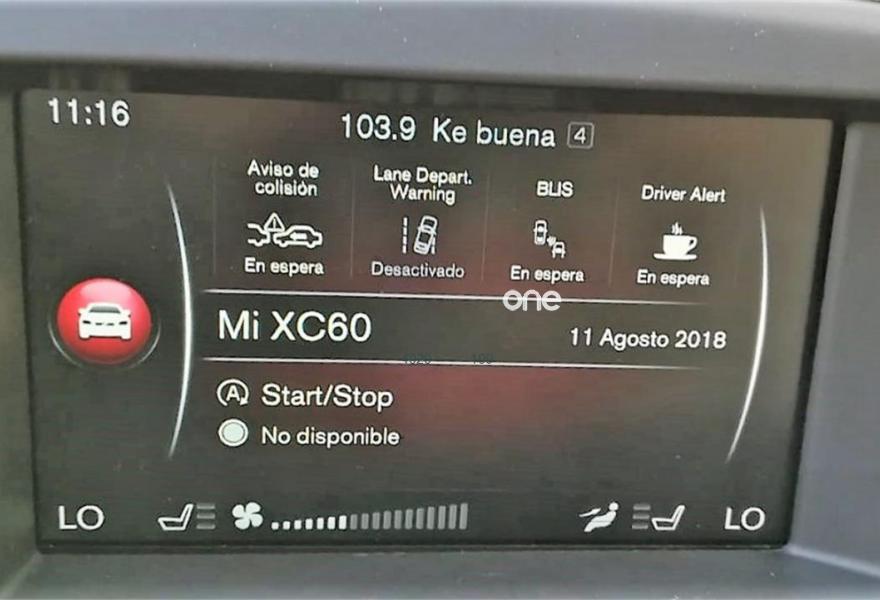 11:16
103.9 Ke buena 4
Aviso de
colisión
En espera
Lane Depart.
Warning
Desactivado
BLIS
En espera
Driver Alert
En espera
one
Mi XC60
11 Agosto 2018
A Start/Stop
No disponible
LO
LO